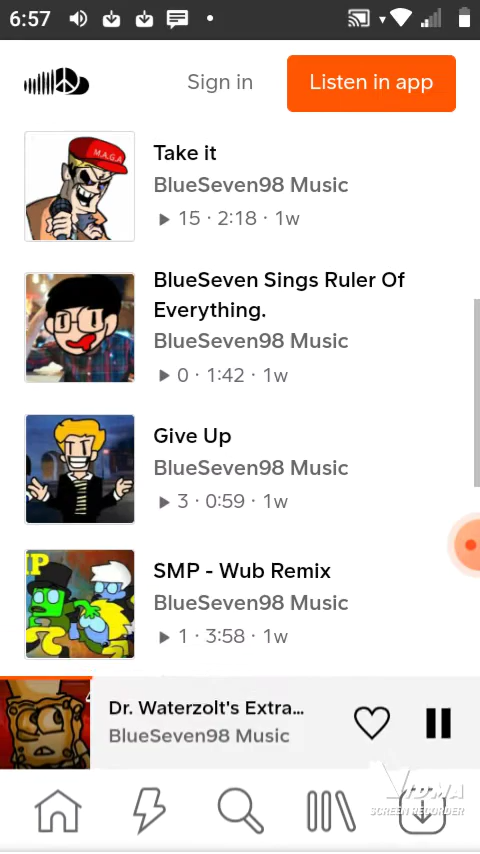 6:57
Sign in
Listen in app
M.A.G.A
Take it
BlueSeven98 Music
15 · 2:18 · 1w
BlueSeven Sings Ruler Of
Everything.
BlueSeven98 Music
0 · 1:42 · 1w
Give Up
BlueSeven98 Music
3 · 0:59 · 1w
IP
SMP - Wub Remix
BlueSeven98 Music
1 · 3:58 · 1w
Dr. Waterzolt's Extra...
BlueSeven98 Music
VIDMA
SCREEN RECORDER